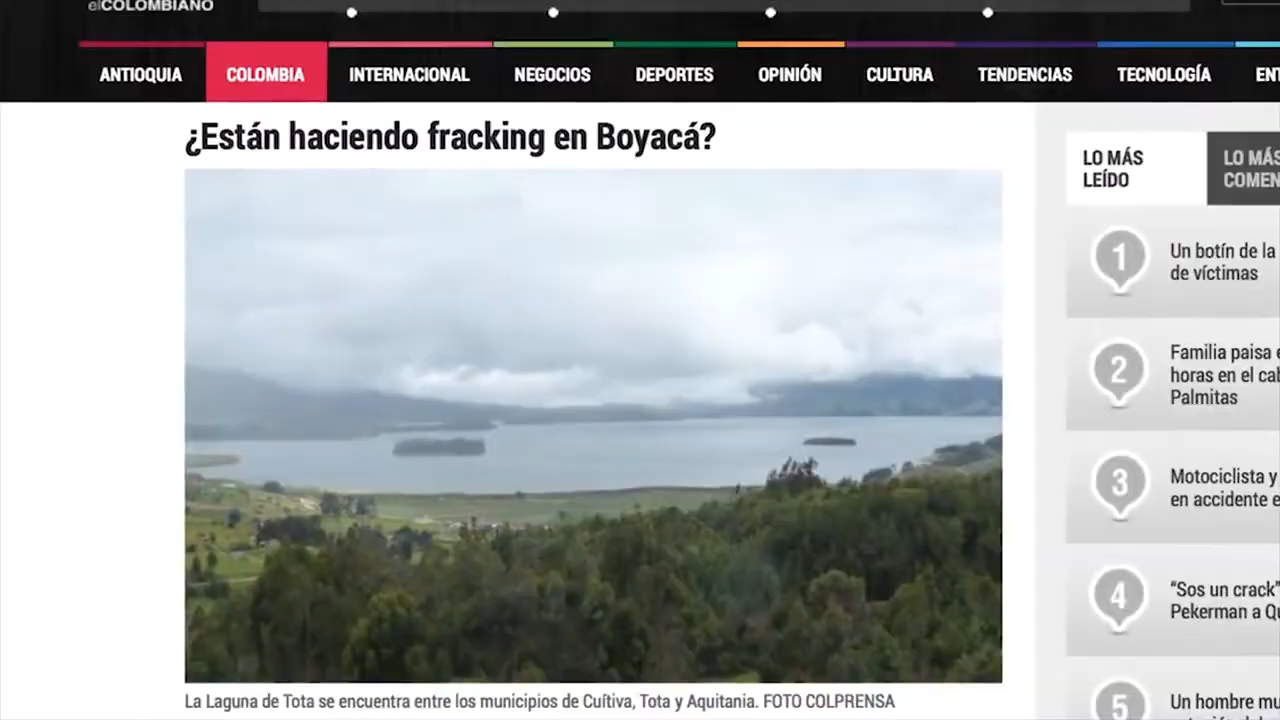 elCOLOMBIANO
ANTIOQUIA COLOMBIA INTERNACIONAL NEGOCIOS DEPORTES OPINIÓN CULTURA TENDENCIAS TECNOLOGÍA
¿Están haciendo fracking en Boyacá?
La Laguna de Tota se encuentra entre los municipios de Cuítiva, Tota y Aquitania. FOTO COLPRENSA
LO MÁS
LEÍDO
LO MÁS
1
Un botín de la
de víctimas
2
Familia paisa
horas en el
Palmitas
3
Motociclista y
en accidente
4
“Sos un crack”
Pekerman a
5
Un hombre